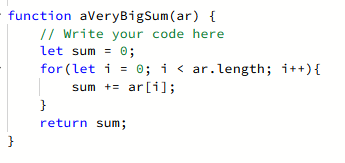 function aVeryBigSum(ar) {
    // Write your code here
    let sum = 0;
    for(let i = 0; i < ar.length; i++){
        sum += ar[i];
    }
    return sum;
}